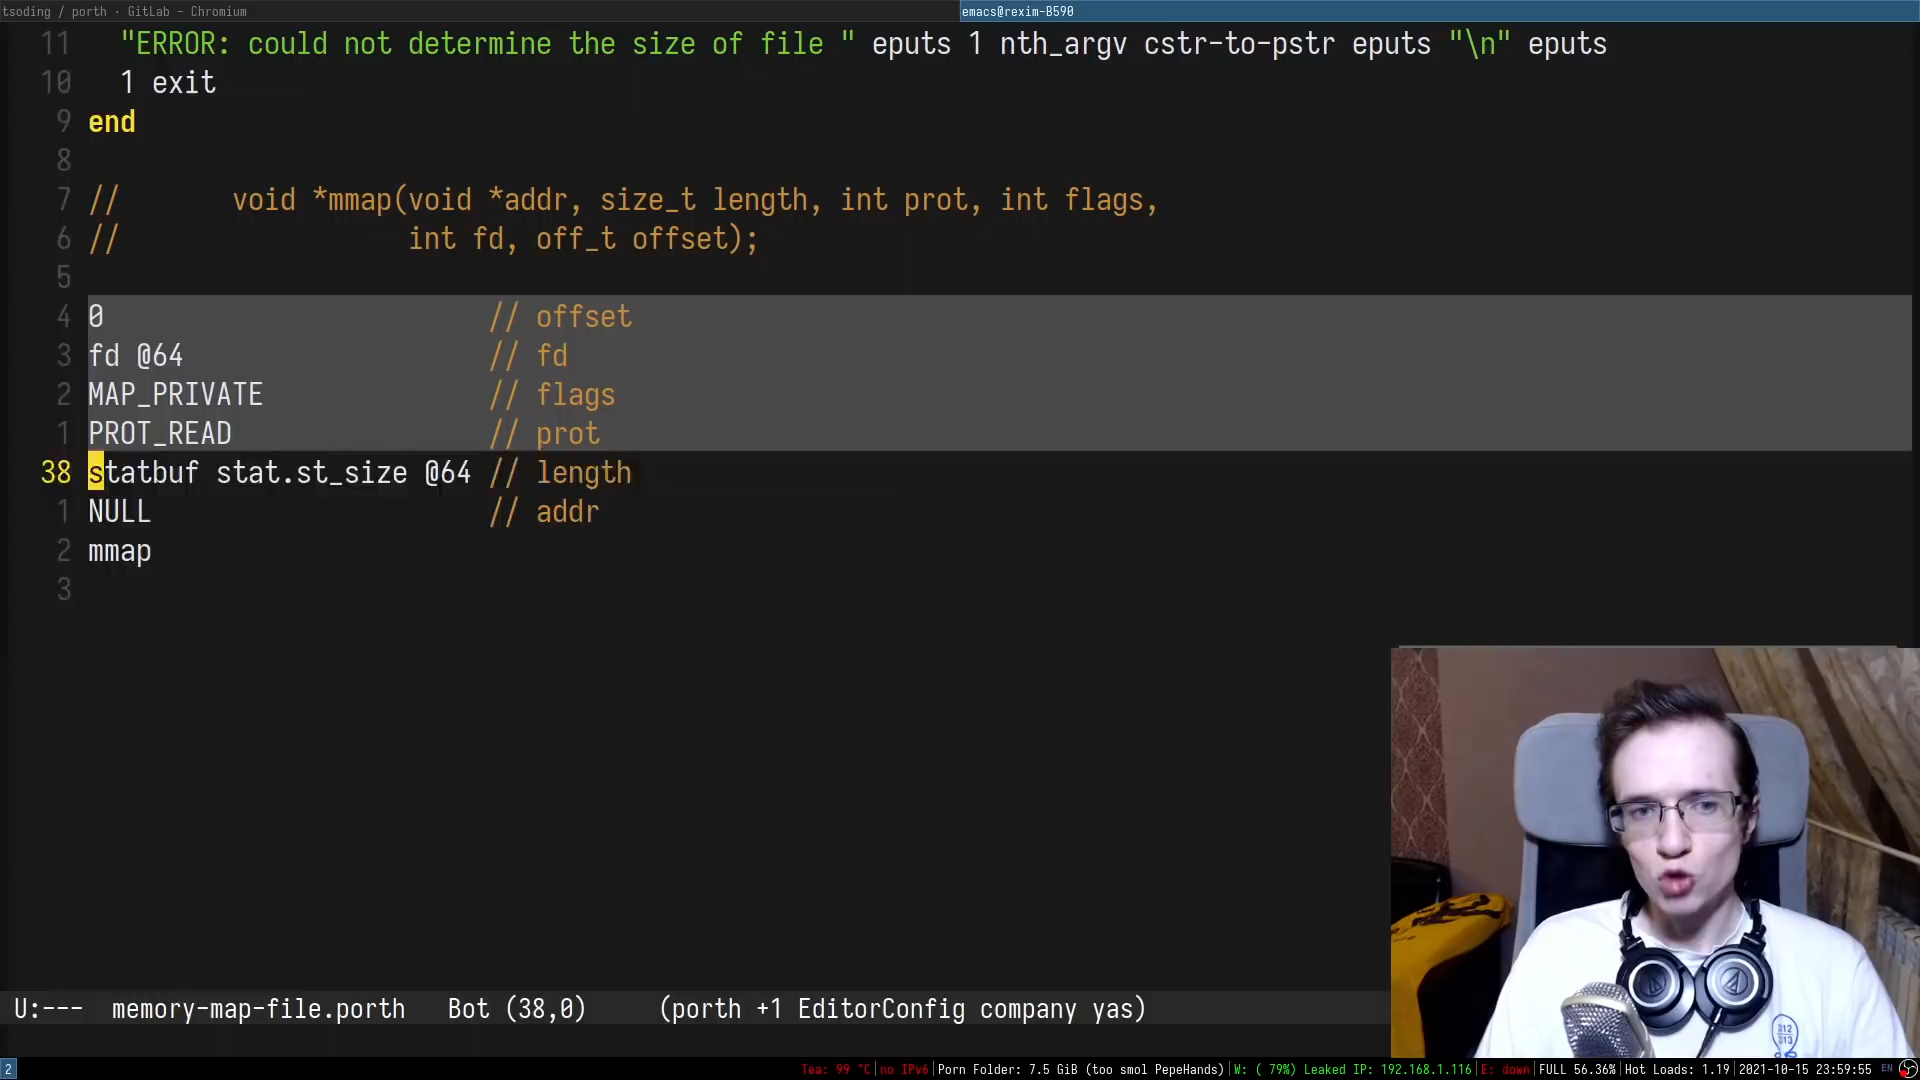 tsoding / porth · GitLab - Chromium
emacs@rexim-B590
11 "ERROR: could not determine the size of file " eputs 1 nth_argv cstr-to-pstr eputs "\n" eputs
10 1 exit
9 end
8
7 // void *mmap(void *addr, size_t length, int prot, int flags,
6 // int fd, off_t offset);
5
4 0 // offset
3 fd @64 // fd
2 MAP_PRIVATE // flags
1 PROT_READ // prot
38 statbuf stat.st_size @64 // length
1 NULL // addr
2 mmap
3
U:--- memory-map-file.porth Bot (38,0) (porth +1 EditorConfig company yas)
312
313
2 Tea: 99 °C|no IPv6|Porn Folder: 7.5 GiB (too smol PepeHands)|W: ( 79%) Leaked IP: 192.168.1.116|E: down|FULL 56.36%|Hot Loads: 1.19|2021-10-15 23:59:55 EN